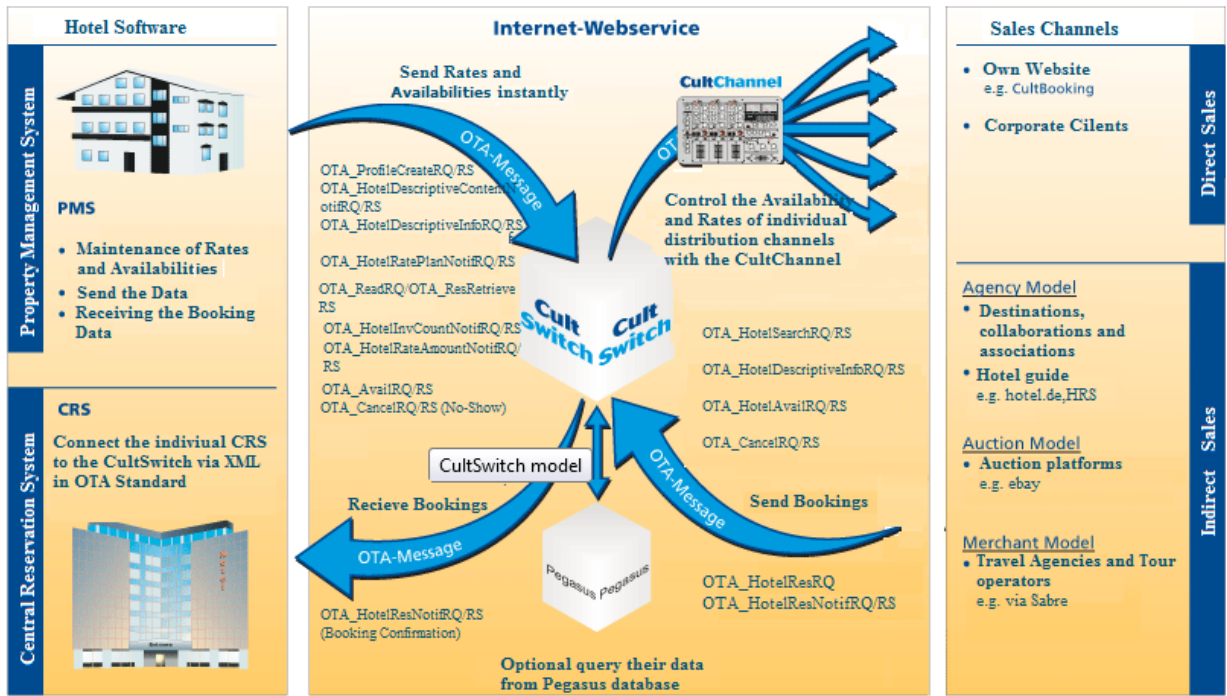 Hotel Software
Property Management System
PMS
• Maintenance of Rates
and Availabilities
• Send the Data
• Receiving the Booking
Data
Central Reservation System
CRS
Connect the indiviual CRS
to the CultSwitch via XML
in OTA Standard
Internet-Webservice
Send Rates and
Availabilities instantly
OTA-Message
OTA_ProfileCreateRQ/RS
OTA_HotelDescriptiveContentN
otifRQ/RS
OTA_HotelDescriptiveInfoRQ/RS
OTA_HotelRatePlanNotifRQ/RS
OTA_ReadRQ/OTA_ResRetrieve
RS
OTA_HotelInvCountNotifRQ/RS
OTA_HotelRateAmountNotifRQ/
RS
OTA_AvailRQ/RS
OTA_CancelRQ/RS (No-Show)
CultChannel
Control the Availability
and Rates of individual
distribution channels
with the CultChannel
Cult
Switch
Cult
Switch
OTA_HotelSearchRQ/RS
OTA_HotelDescriptiveInfoRQ/RS
OTA_HotelAvailRQ/RS
OTA_CancelRQ/RS
CultSwitch model
Recieve Bookings
OTA-Message
OTA_HotelResNotifRQ/RS
(Booking Confirmation)
Pegasus
Pegasus
OTA-Message
Send Bookings
OTA_HotelResRQ
OTA_HotelResNotifRQ/RS
Optional query their data
from Pegasus database
Sales Channels
• Own Website
e.g. CultBooking
• Corporate Cilents
Direct Sales
Agency Model
• Destinations,
collaborations and
associations
• Hotel guide
e.g. hotel.de,HRS
Auction Model
• Auction platforms
e.g. ebay
Merchant Model
• Travel Agencies and Tour
operators
e.g. via Sabre
Indirect Sales